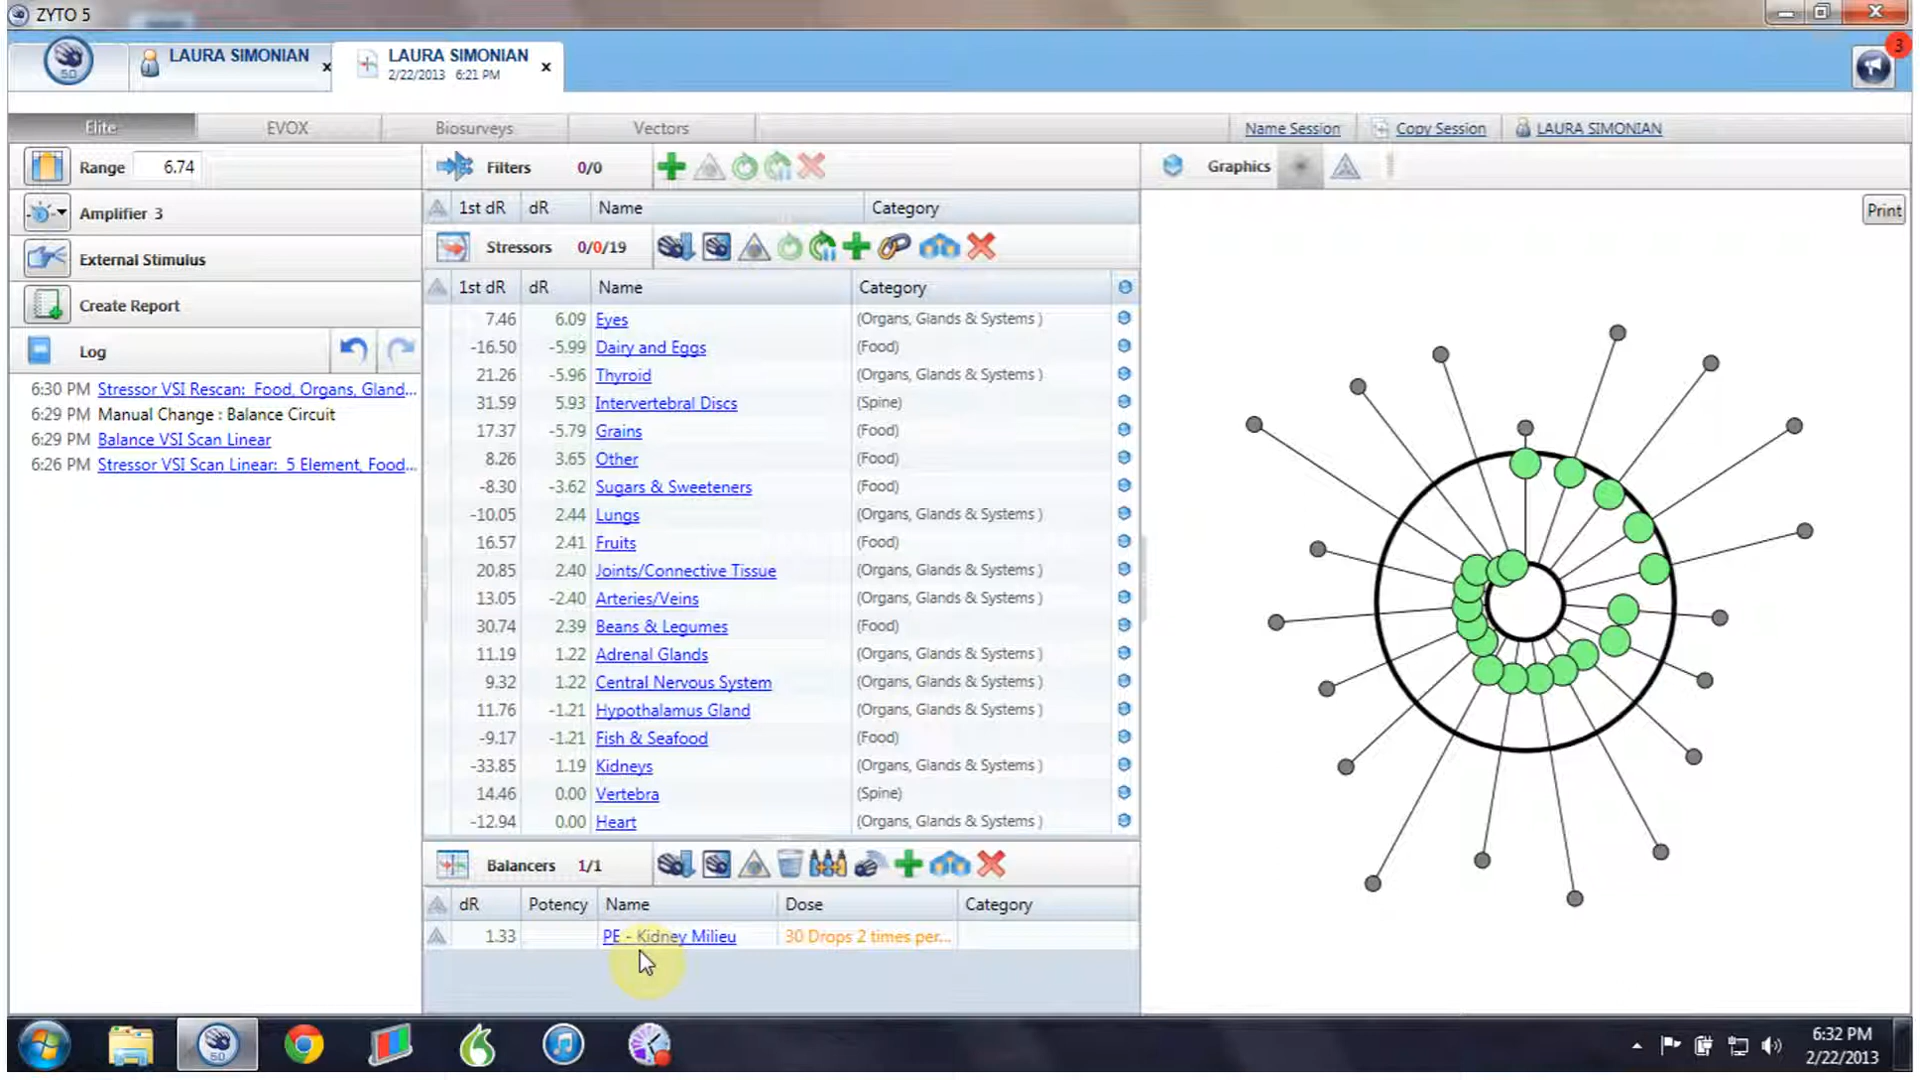 ZYTO 5
5.0
LAURA SIMONIAN
x
LAURA SIMONIAN
2/22/2013 6:21 PM
x
3
Elite
EVOX
Biosurveys
Vectors
Name Session
Copy Session
LAURA SIMONIAN
Range 6.74
Filters 0/0
Graphics
Amplifier 3
1st dR dR Name Category
Print
External Stimulus
Stressors 0/0/19
Create Report
1st dR dR Name Category
Log
6:30 PM Stressor VSI Rescan: Food, Organs, Gland...
6:29 PM Manual Change : Balance Circuit
6:29 PM Balance VSI Scan Linear
6:26 PM Stressor VSI Scan Linear: 5 Element, Food...
7.46 6.09 Eyes (Organs, Glands & Systems )
-16.50 -5.99 Dairy and Eggs (Food)
21.26 -5.96 Thyroid (Organs, Glands & Systems )
31.59 5.93 Intervertebral Discs (Spine)
17.37 -5.79 Grains (Food)
8.26 3.65 Other (Food)
-8.30 -3.62 Sugars & Sweeteners (Food)
-10.05 2.44 Lungs (Organs, Glands & Systems )
16.57 2.41 Fruits (Food)
20.85 2.40 Joints/Connective Tissue (Organs, Glands & Systems )
13.05 -2.40 Arteries/Veins (Organs, Glands & Systems )
30.74 2.39 Beans & Legumes (Food)
11.19 1.22 Adrenal Glands (Organs, Glands & Systems )
9.32 1.22 Central Nervous System (Organs, Glands & Systems )
11.76 -1.21 Hypothalamus Gland (Organs, Glands & Systems )
-9.17 -1.21 Fish & Seafood (Food)
-33.85 1.19 Kidneys (Organs, Glands & Systems )
14.46 0.00 Vertebra (Spine)
-12.94 0.00 Heart (Organs, Glands & Systems )
Balancers 1/1
dR Potency Name Dose Category
1.33 PE - Kidney Milieu 30 Drops 2 times per...
5.0
6:32 PM
2/22/2013